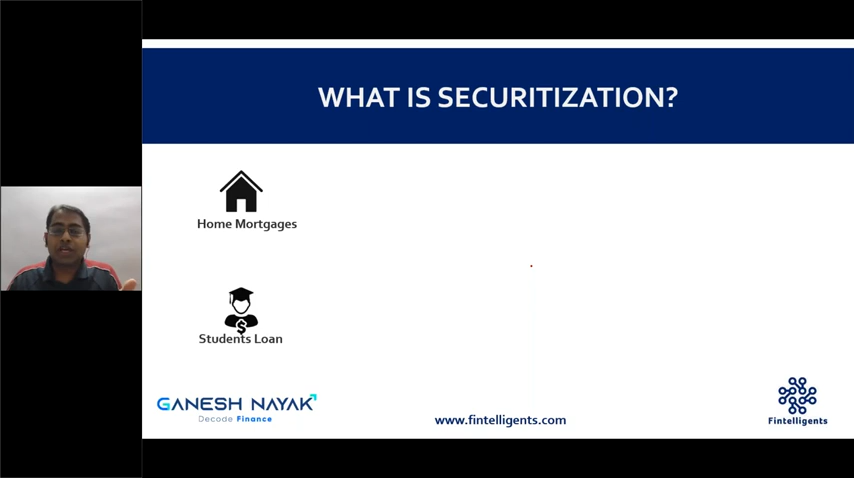 WHAT IS SECURITIZATION?
Home Mortgages
$
Students Loan
GANESH NAYAK
Decode Finance
www.fintelligents.com
Fintelligents